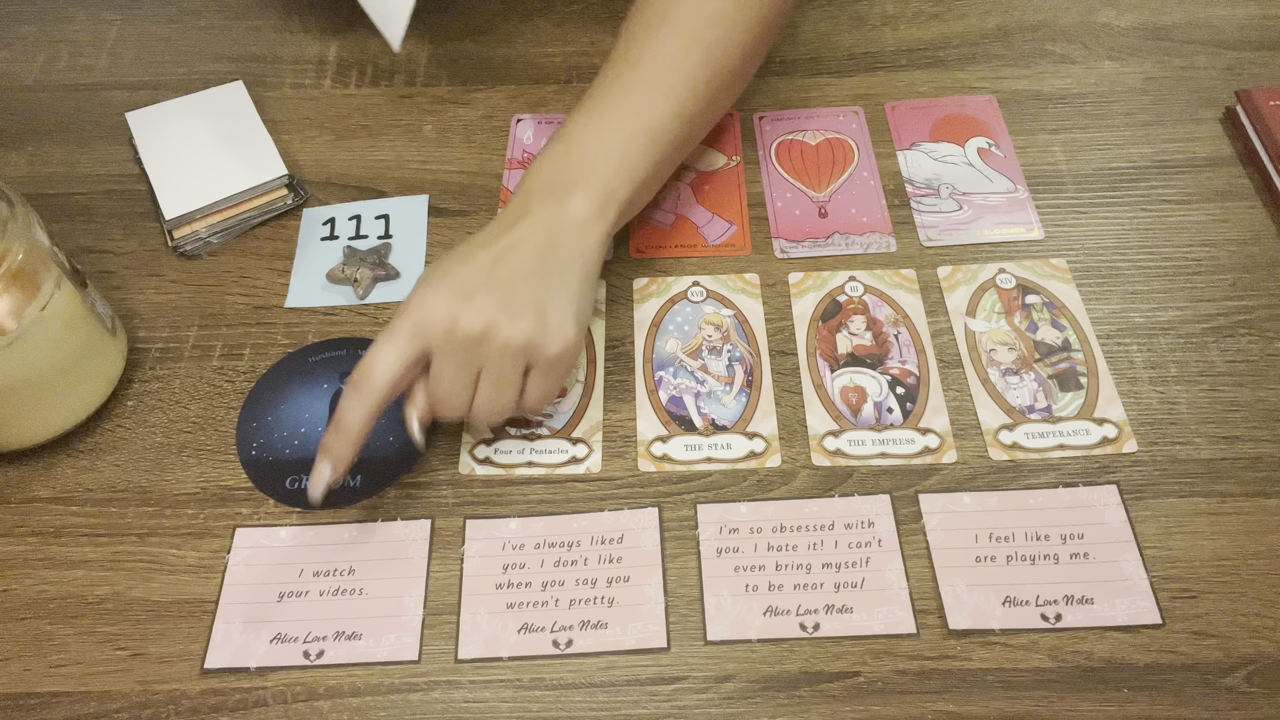 111
Husband
GROOM
CHALLENGE WINNER
Four of Pentacles
XVII
THE STAR
III
THE EMPRESS
XIV
TEMPERANCE
I watch
your videos.
Alice Love Notes
I've always liked
you. I don't like
when you say you
weren't pretty.
Alice Love Notes
I'm so obsessed with
you. I hate it! I can't
even bring myself
to be near you!
Alice Love Notes
I feel like you
are playing me.
Alice Love Notes